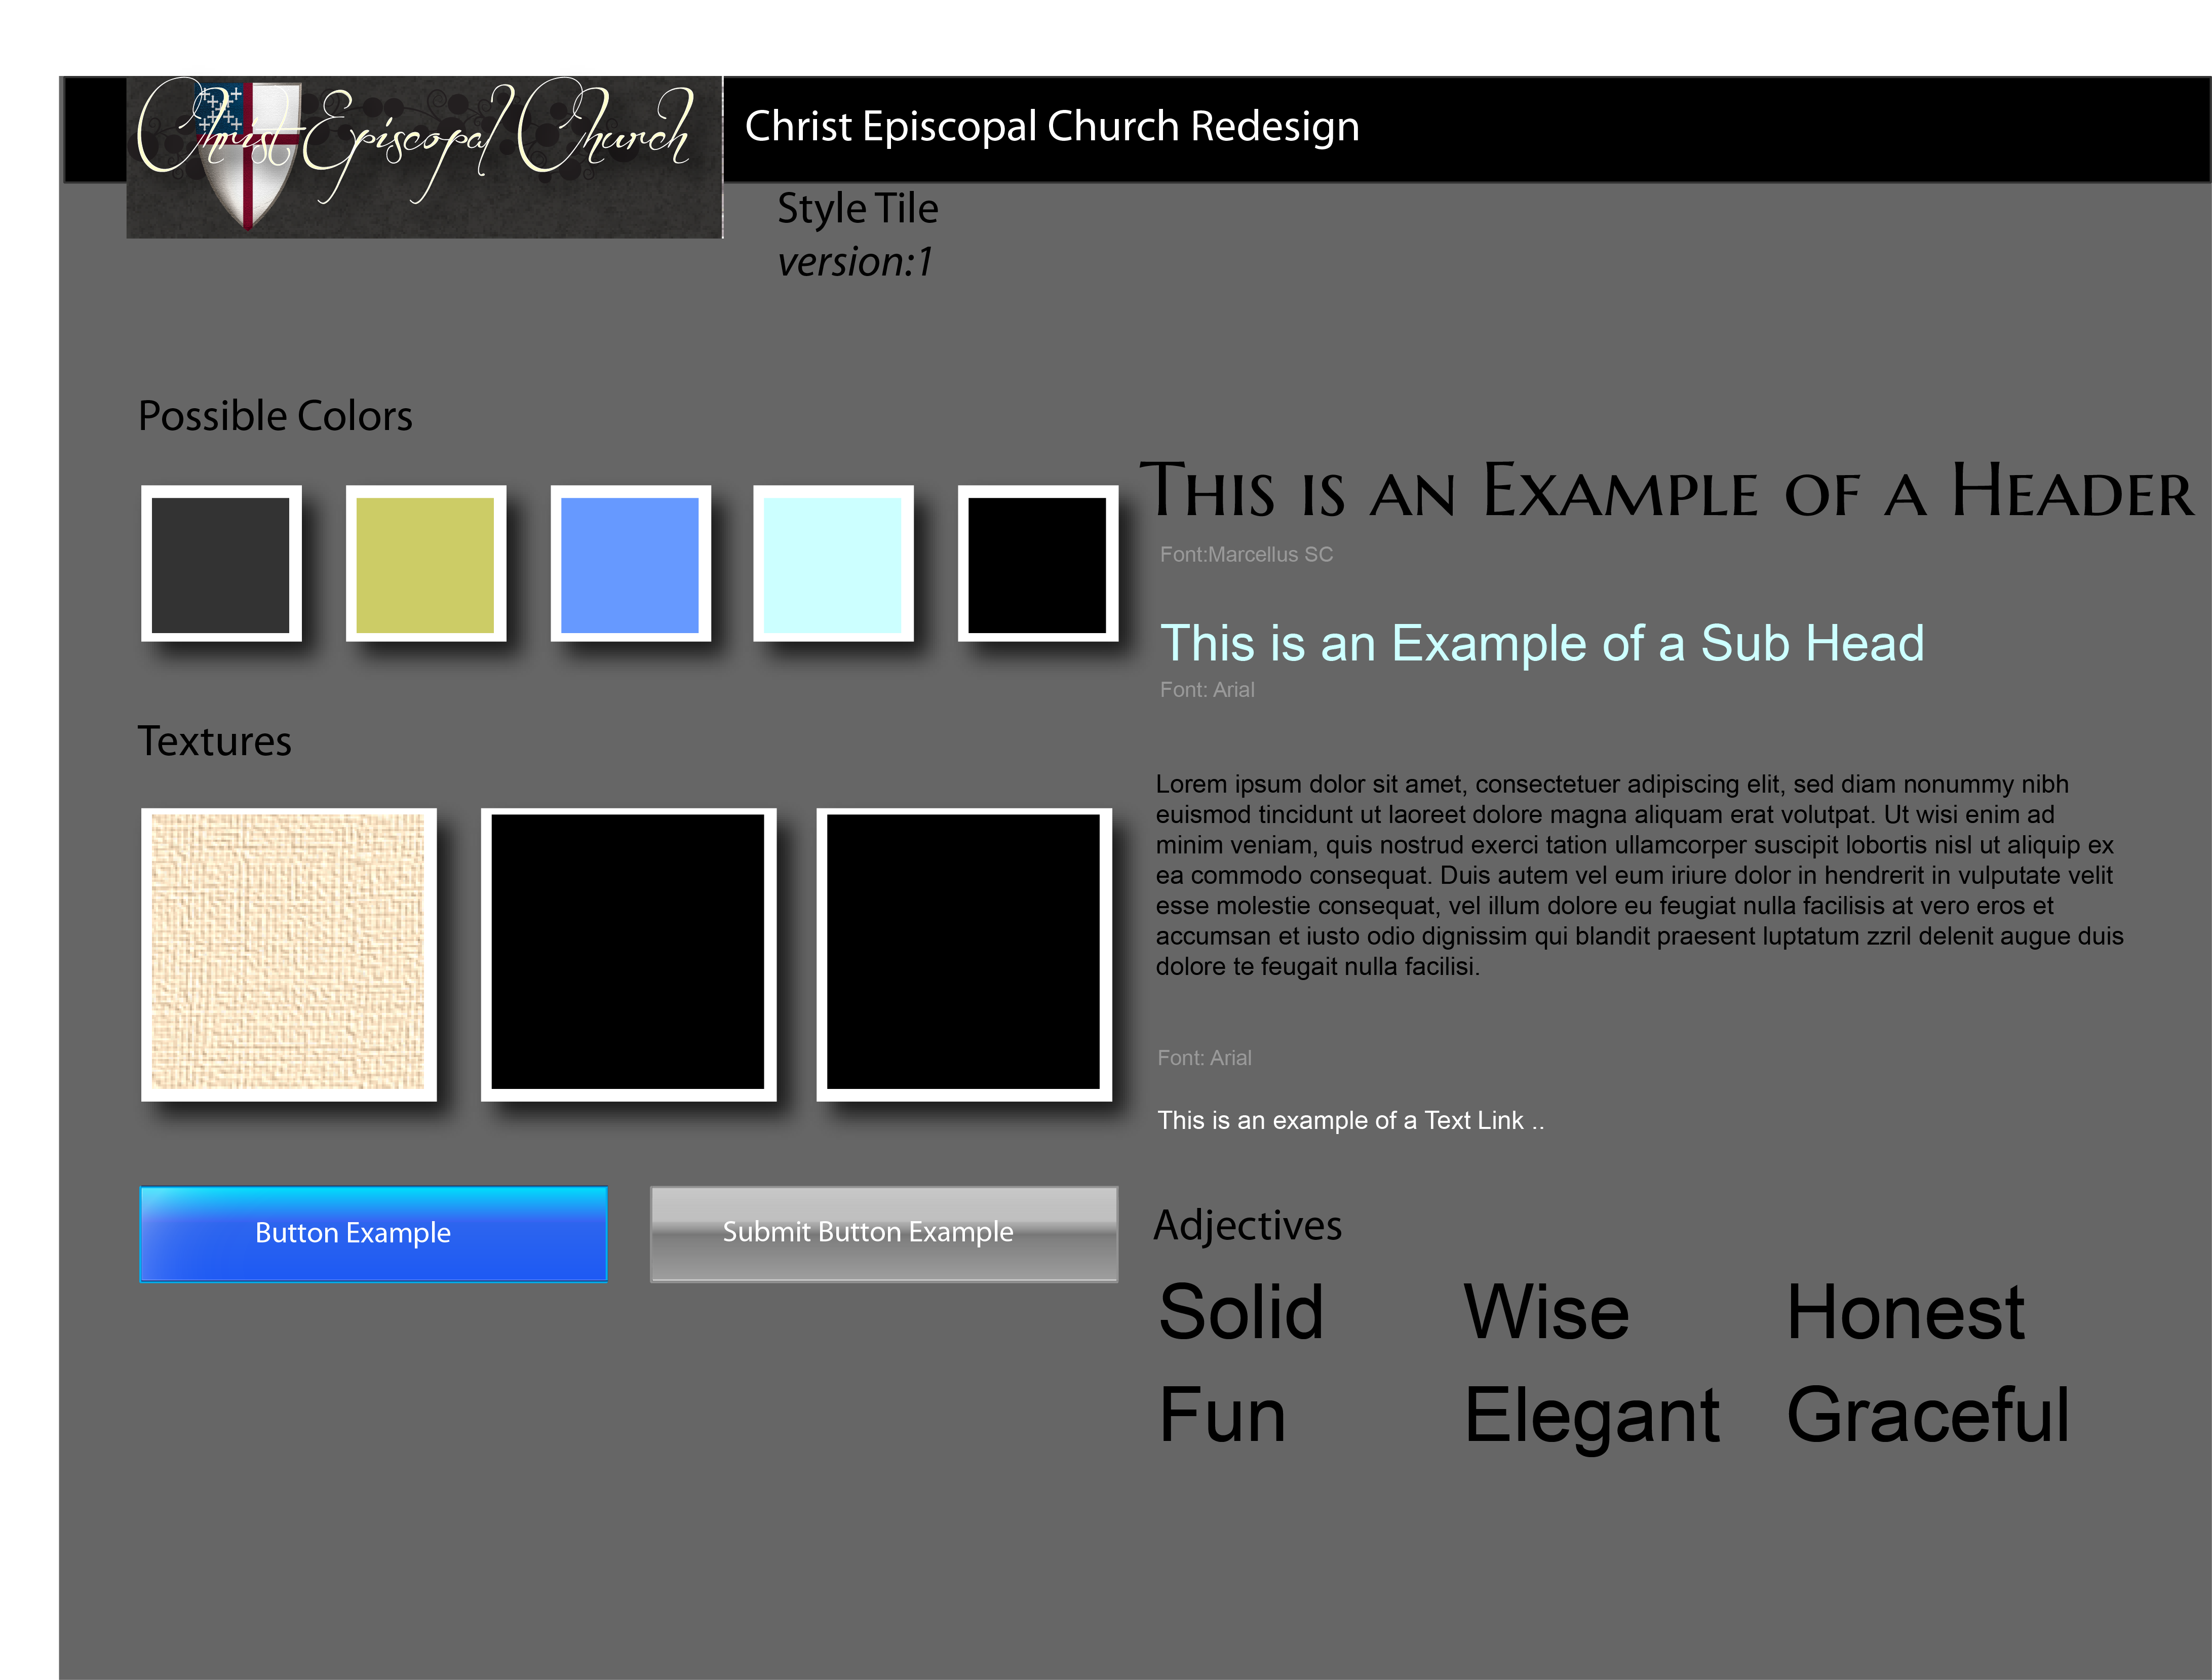 Christ Episcopal Church
Christ Episcopal Church Redesign
Style Tile
version:1
Possible Colors
This is an Example of a Header
Font:Marcellus SC
This is an Example of a Sub Head
Font: Arial
Textures
Lorem ipsum dolor sit amet, consectetuer adipiscing elit, sed diam nonummy nibh
euismod tincidunt ut laoreet dolore magna aliquam erat volutpat. Ut wisi enim ad
minim veniam, quis nostrud exerci tation ullamcorper suscipit lobortis nisl ut aliquip ex
ea commodo consequat. Duis autem vel eum iriure dolor in hendrerit in vulputate velit
esse molestie consequat, vel illum dolore eu feugiat nulla facilisis at vero eros et
accumsan et iusto odio dignissim qui blandit praesent luptatum zzril delenit augue duis
dolore te feugait nulla facilisi.
Font: Arial
This is an example of a Text Link ..
Button Example
Submit Button Example
Adjectives
Solid Wise Honest
Fun Elegant Graceful